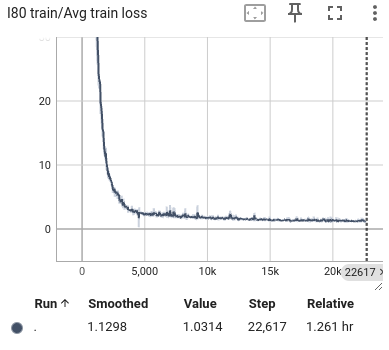 I80 train/Avg train loss
30
20
10
0
0 5,000 10k 15k 20k 22617 ×
Run ↑ Smoothed Value Step Relative
. 1.1298 1.0314 22,617 1.261 hr